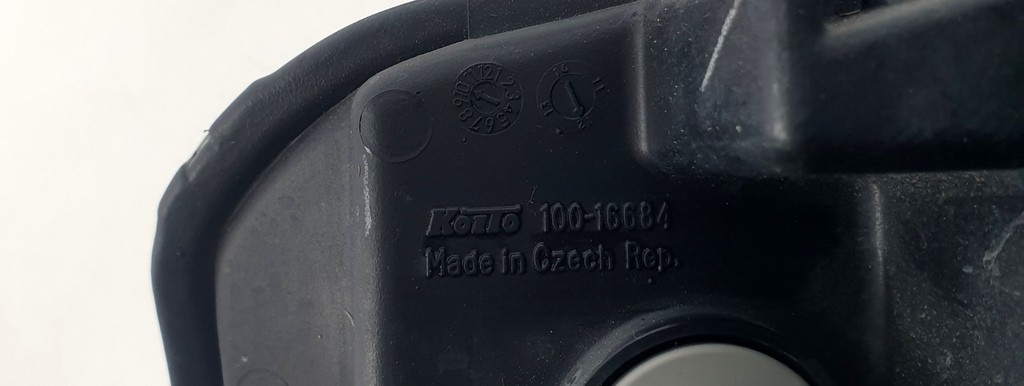 KOITO 100-16684
Made in Czech Rep.